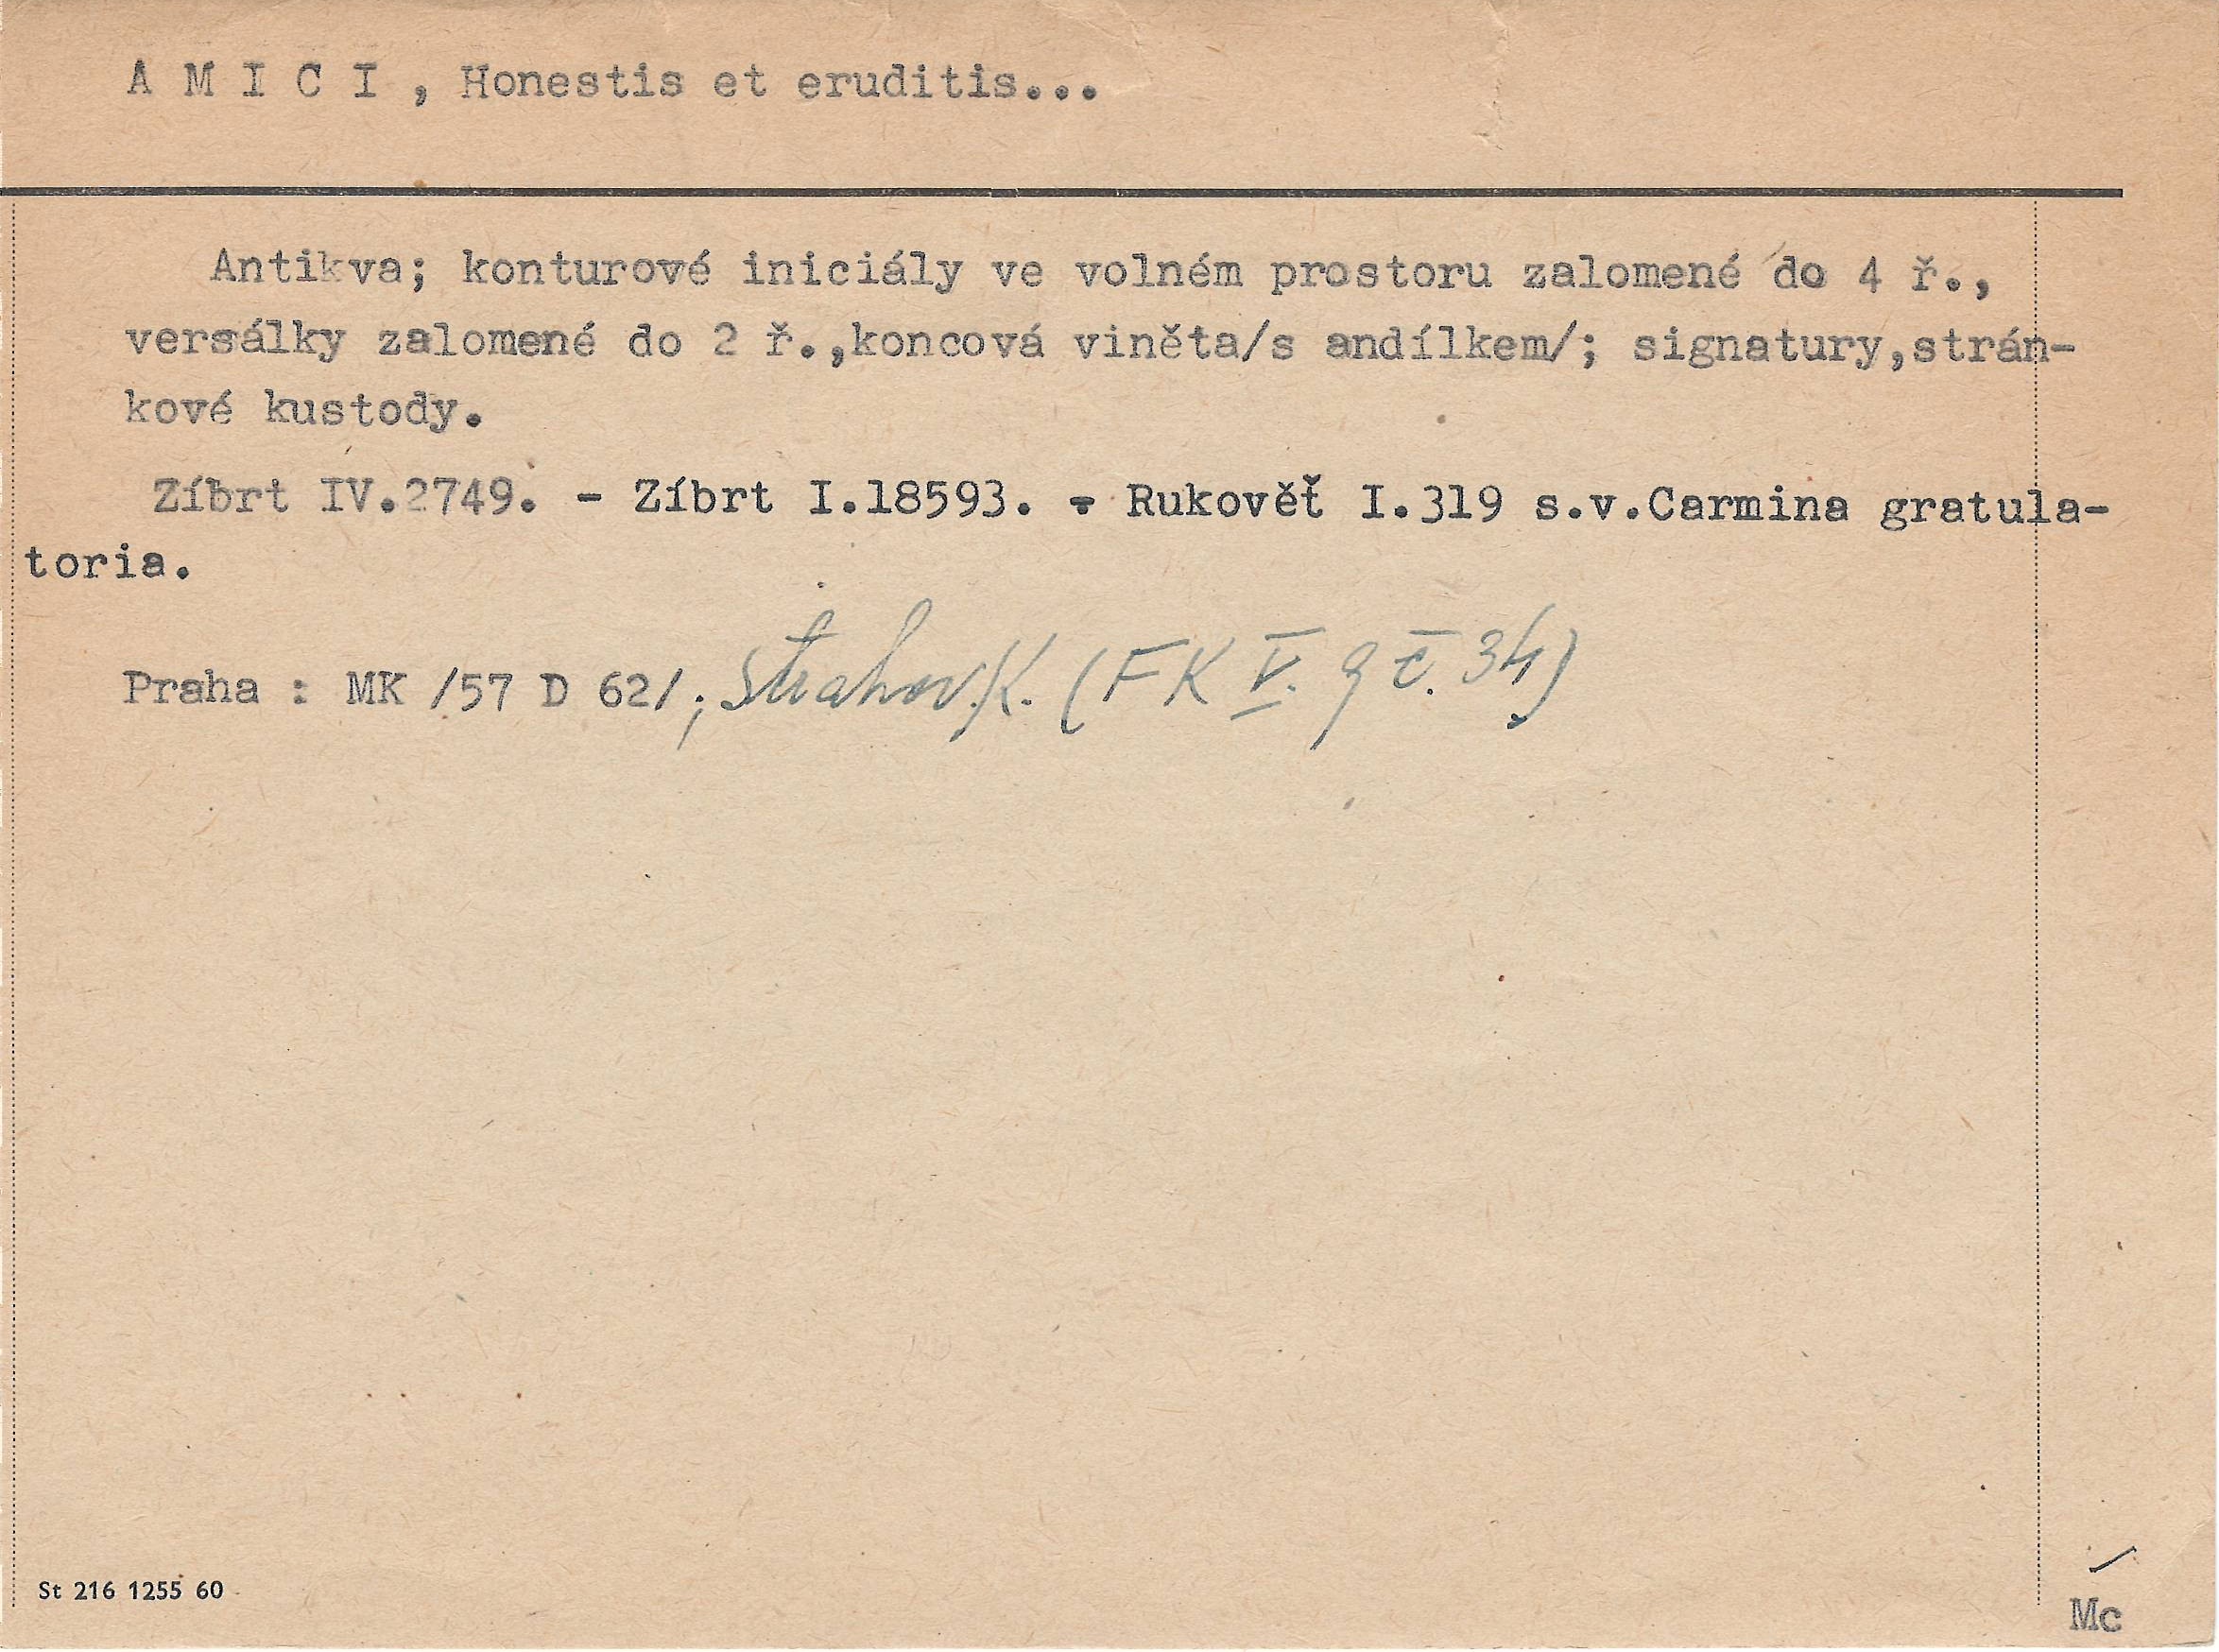 A M I C I , Honestis et eruditis...
Antikva; konturové iniciály ve volném prostoru zalomené do 4 ř.,
versálky zalomené do 2 ř.,koncová viněta/s andílkem/; signatury,strán-
kové kustody.
Zíbrt IV.2749. - Zíbrt I.18593. - Rukověť I.319 s.v.Carmina gratula-
toria.
Praha : MK /57 D 62/; Strahov.K. (FK V. 9 č. 34)
St 216 1255 60
Mc